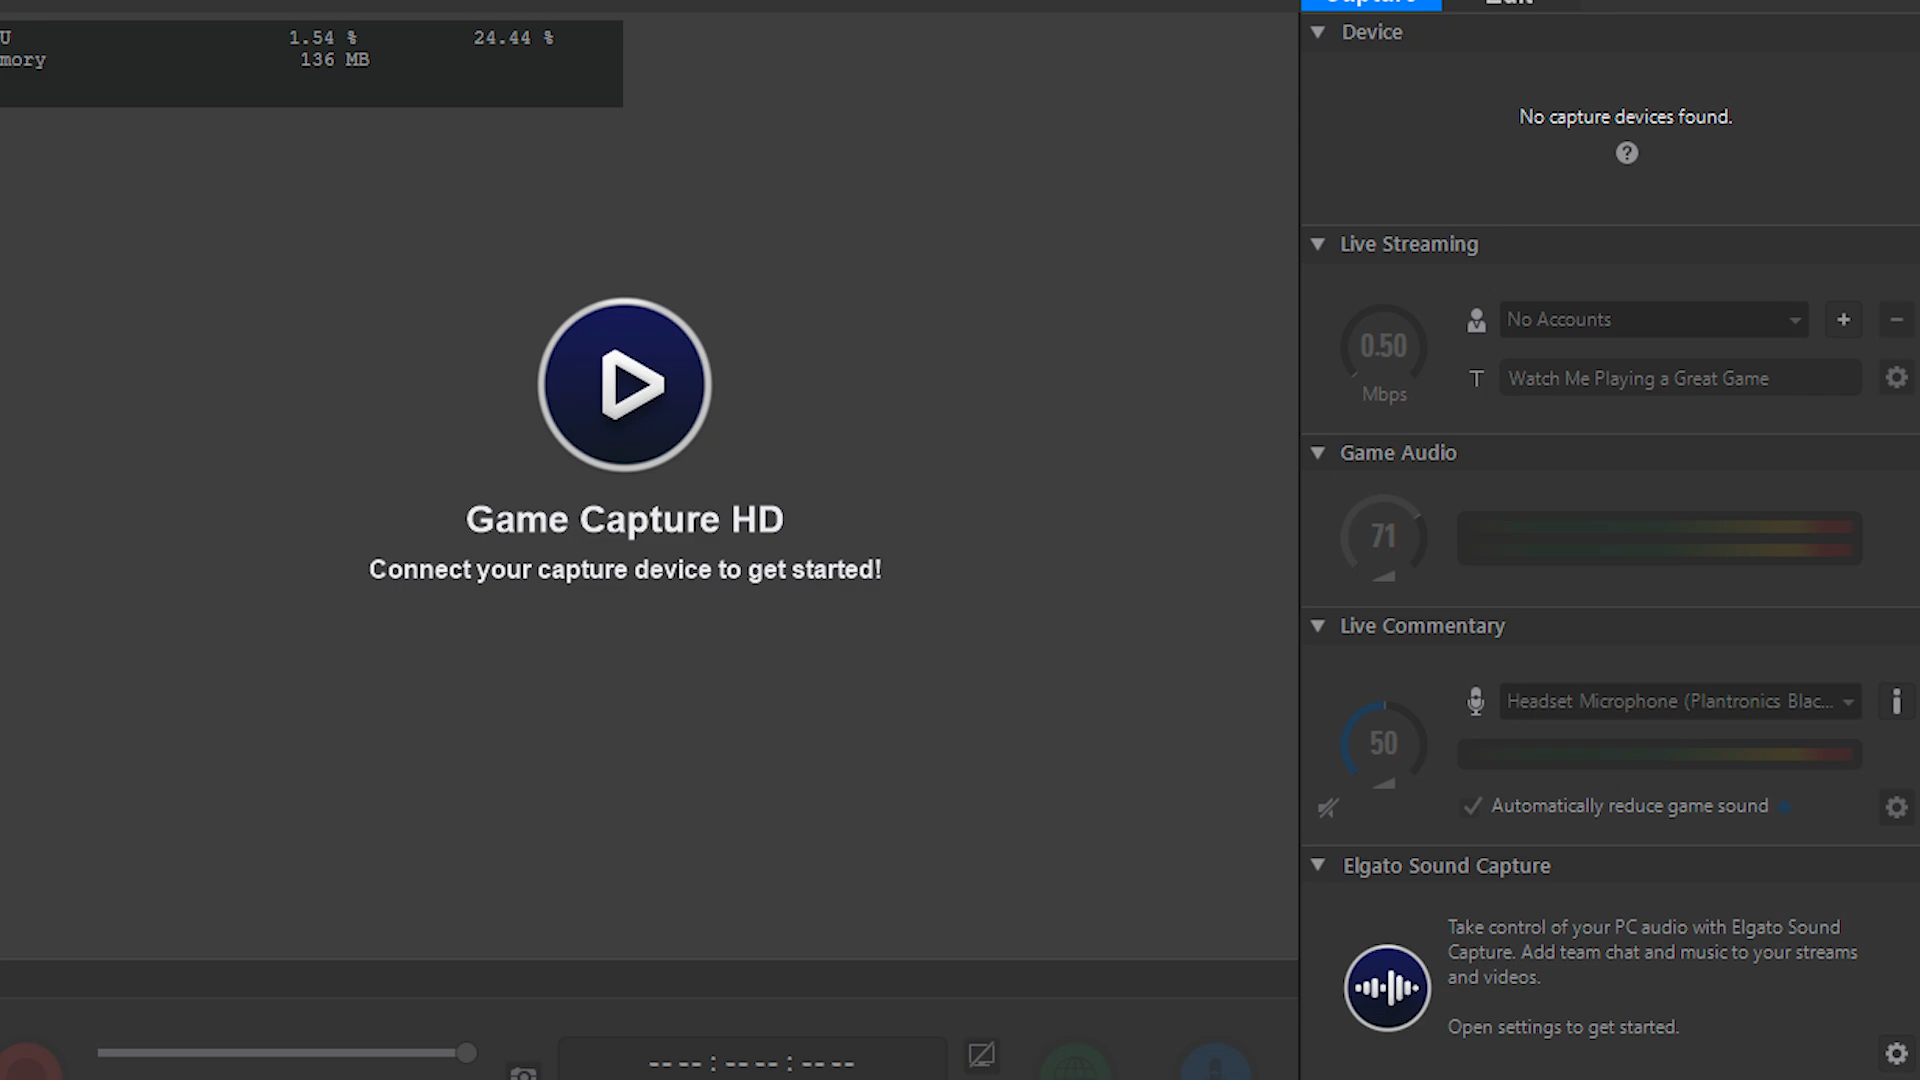 U 1.54 % 24.44 %
mory 136 MB
Game Capture HD
Connect your capture device to get started!
-- -- : -- -- : -- --
Capture Edit
Device
No capture devices found.
?
Live Streaming
0.50
Mbps
No Accounts
+ −
T Watch Me Playing a Great Game
Game Audio
71
Live Commentary
50
Headset Microphone (Plantronics Blac...
i
Automatically reduce game sound
Elgato Sound Capture
Take control of your PC audio with Elgato Sound
Capture. Add team chat and music to your streams
and videos.
Open settings to get started.